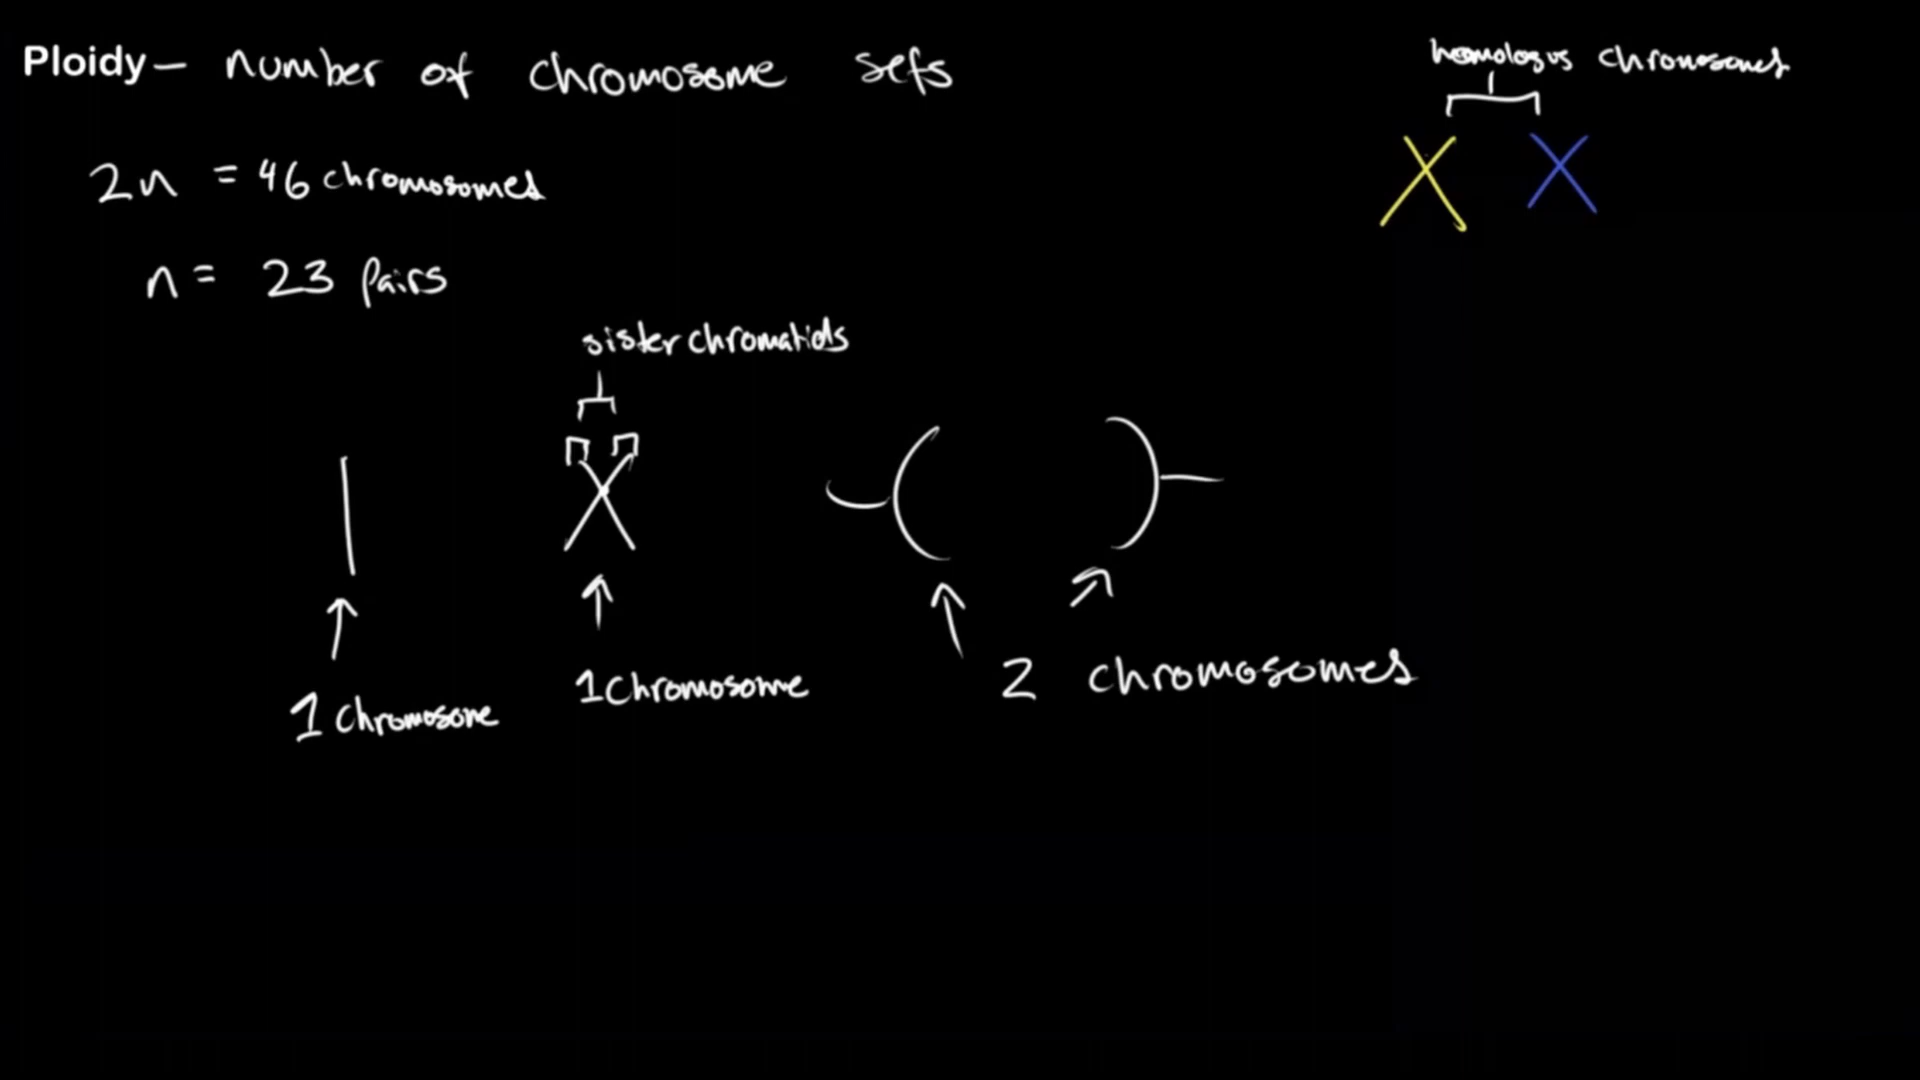 Ploidy — number of chromosome sets
homologus chromosomes
2n = 46 chromosomes
n = 23 pairs
sister chromatids
1 chromosome
1 chromosome
2 chromosomes